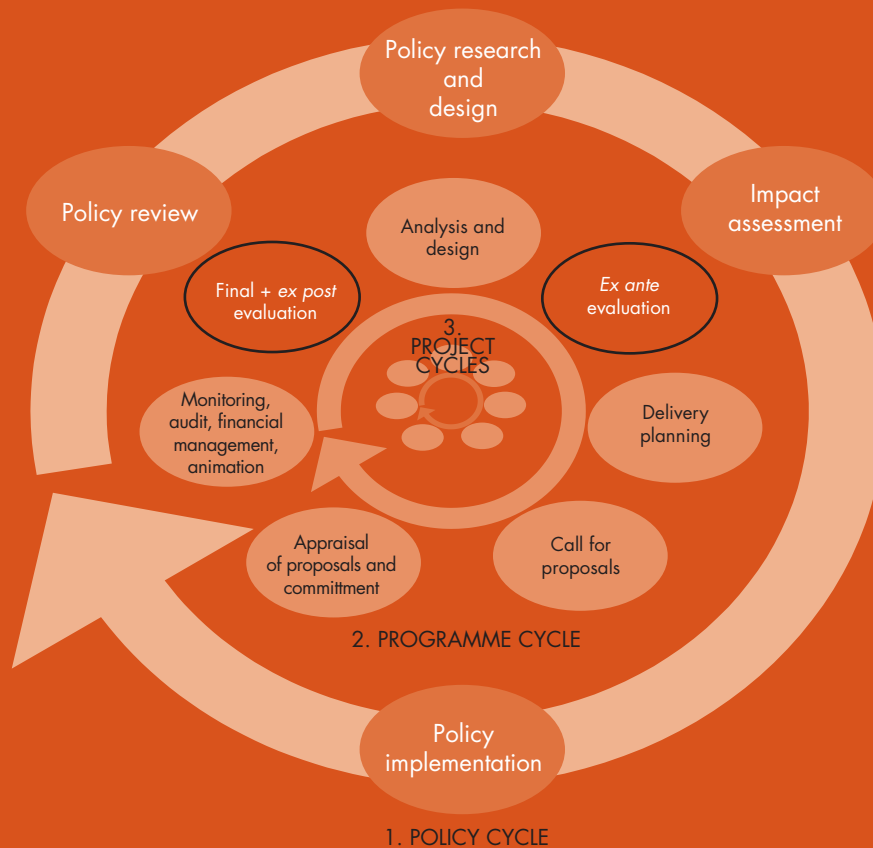 Policy research
and
design
Policy review
Impact
assessment
Analysis and
design
Final + ex post
evaluation
Ex ante
evaluation
3.
PROJECT
CYCLES
Monitoring,
audit, financial
management,
animation
Delivery
planning
Appraisal
of proposals and
committment
Call for
proposals
2. PROGRAMME CYCLE
Policy
implementation
1. POLICY CYCLE